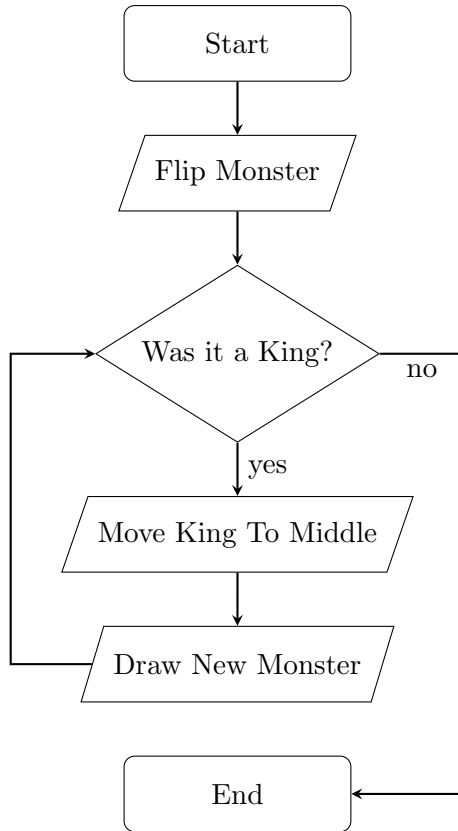 Start
Flip Monster
Was it a King?
no
yes
Move King To Middle
Draw New Monster
End